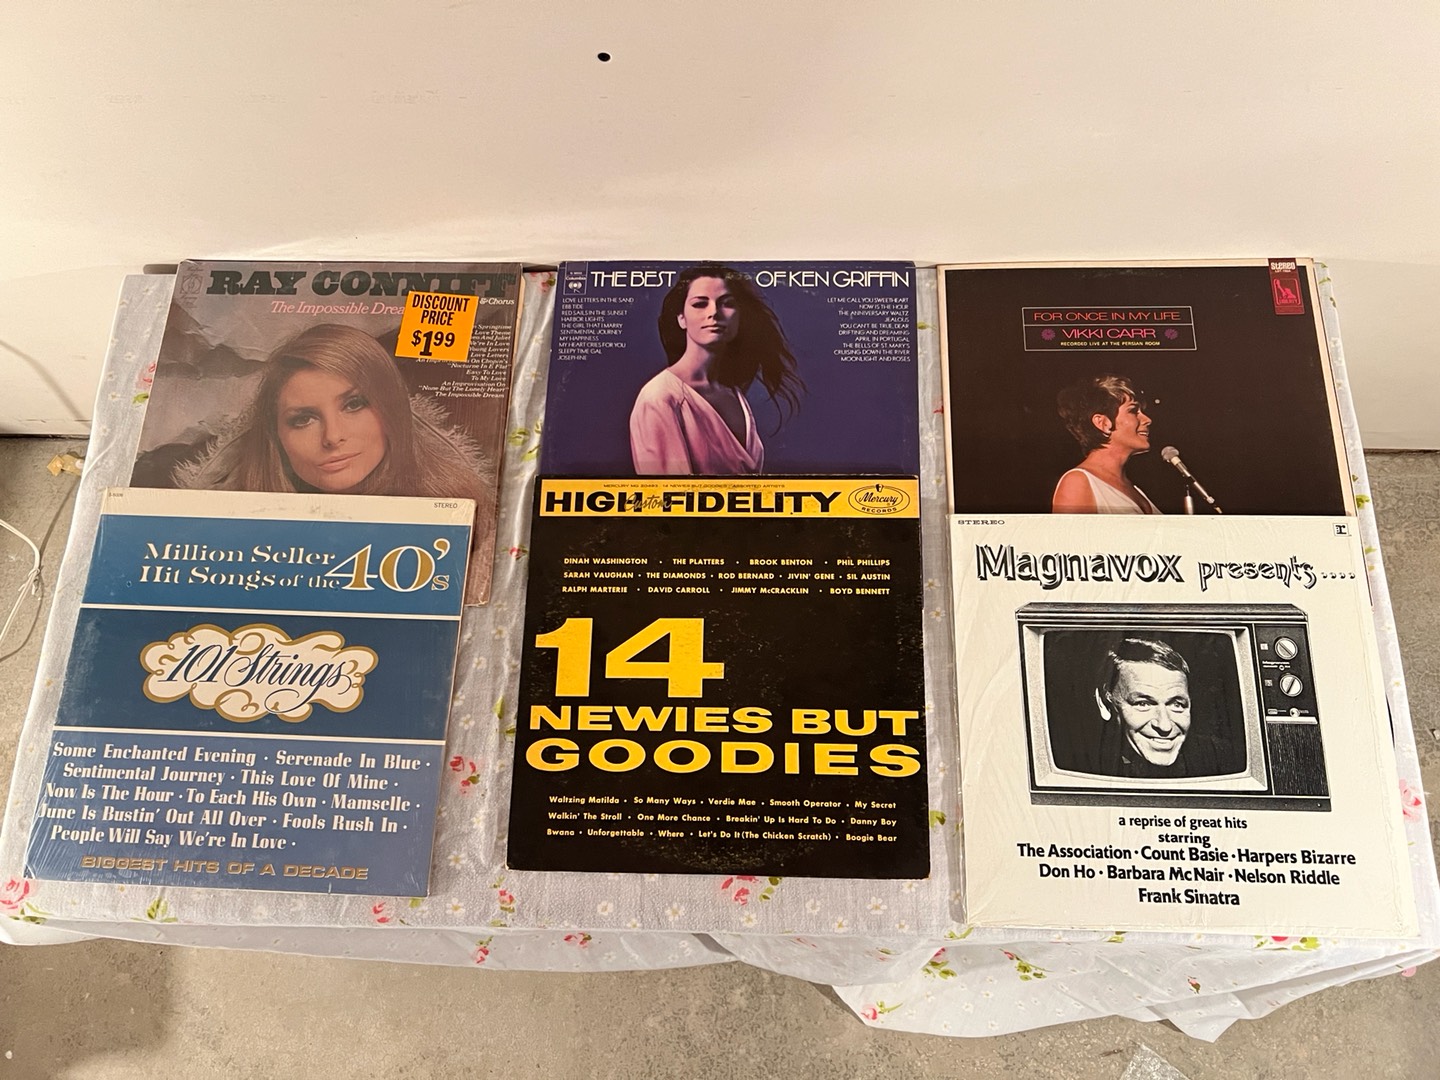 RAY CONNIFF
The Impossible Dream
& Chorus
DISCOUNT
PRICE
$1.99
Love Letters
"Nocturne In E Flat"
Easy To Love
To My Love
An Improvisation On
"None But The Lonely Heart"
The Impossible Dream
Columbia
THE BEST OF KEN GRIFFIN
LOVE LETTERS IN THE SAND
EBB TIDE
RED SAILS IN THE SUNSET
HARBOR LIGHTS
THE GIRL THAT I MARRY
SENTIMENTAL JOURNEY
MY HAPPINESS
MY HEART CRIES FOR YOU
SLEEPY TIME GAL
JOSEPHINE
LET ME CALL YOU SWEETHEART
NOW IS THE HOUR
THE ANNIVERSARY WALTZ
JEALOUS
YOU CAN'T BE TRUE, DEAR
DRIFTING AND DREAMING
APRIL IN PORTUGAL
THE BELLS OF ST. MARY'S
CRUISING DOWN THE RIVER
MOONLIGHT AND ROSES
Stereo
LIBERTY
FOR ONCE IN MY LIFE
VIKKI CARR
RECORDED LIVE AT THE PERSIAN ROOM
STEREO
Million Seller
Hit Songs of the 40's
101 Strings
Some Enchanted Evening · Serenade In Blue ·
Sentimental Journey · This Love Of Mine ·
Now Is The Hour · To Each His Own · Mamselle ·
June Is Bustin' Out All Over · Fools Rush In ·
People Will Say We're In Love ·
BIGGEST HITS OF A DECADE
HIGH Custom FIDELITY
Mercury
RECORDS
DINAH WASHINGTON • THE PLATTERS • BROOK BENTON • PHIL PHILLIPS
SARAH VAUGHAN • THE DIAMONDS • ROD BERNARD • JIVIN' GENE • SIL AUSTIN
RALPH MARTERIE • DAVID CARROLL • JIMMY McCRACKLIN • BOYD BENNETT
14
NEWIES BUT
GOODIES
Waltzing Matilda • So Many Ways • Verdie Mae • Smooth Operator • My Secret
Walkin' The Stroll • One More Chance • Breakin' Up Is Hard To Do • Danny Boy
Bwana • Unforgettable • Where • Let's Do It (The Chicken Scratch) • Boogie Bear
STEREO
r
Magnavox presents....
a reprise of great hits
starring
The Association · Count Basie · Harpers Bizarre
Don Ho · Barbara McNair · Nelson Riddle
Frank Sinatra